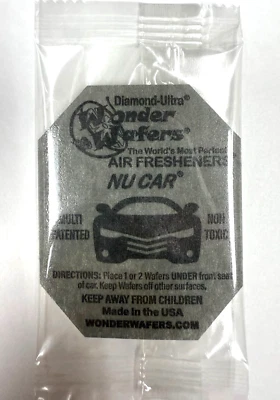 Diamond-Ultra®
Wonder
Wafers®
The World's Most Perfect
AIR FRESHENERS
NU CAR®
MULTI
PATENTED
NON
TOXIC
DIRECTIONS: Place 1 or 2 Wafers UNDER front seat
of car. Keep Wafers off other surfaces.
KEEP AWAY FROM CHILDREN
Made In the USA
WONDERWAFERS.COM